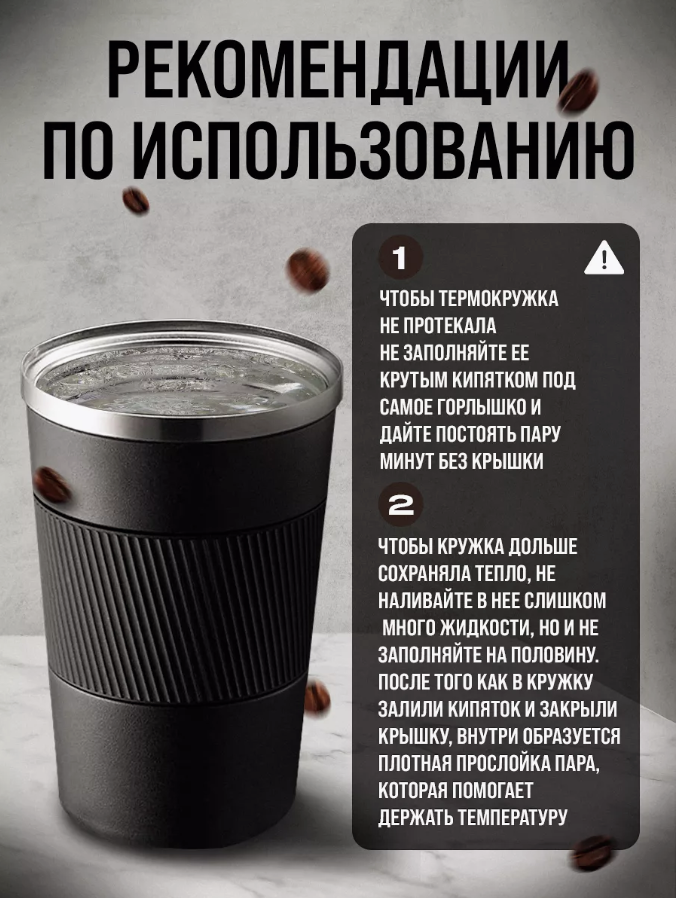 РЕКОМЕНДАЦИИ
ПО ИСПОЛЬЗОВАНИЮ
1
ЧТОБЫ ТЕРМОКРУЖКА
НЕ ПРОТЕКАЛА
НЕ ЗАПОЛНЯЙТЕ ЕЕ
КРУТЫМ КИПЯТКОМ ПОД
САМОЕ ГОРЛЫШКО И
ДАЙТЕ ПОСТОЯТЬ ПАРУ
МИНУТ БЕЗ КРЫШКИ
2
ЧТОБЫ КРУЖКА ДОЛЬШЕ
СОХРАНЯЛА ТЕПЛО, НЕ
НАЛИВАЙТЕ В НЕЕ СЛИШКОМ
МНОГО ЖИДКОСТИ, НО И НЕ
ЗАПОЛНЯЙТЕ НА ПОЛОВИНУ.
ПОСЛЕ ТОГО КАК В КРУЖКУ
ЗАЛИЛИ КИПЯТОК И ЗАКРЫЛИ
КРЫШКУ, ВНУТРИ ОБРАЗУЕТСЯ
ПЛОТНАЯ ПРОСЛОЙКА ПАРА,
КОТОРАЯ ПОМОГАЕТ
ДЕРЖАТЬ ТЕМПЕРАТУРУ